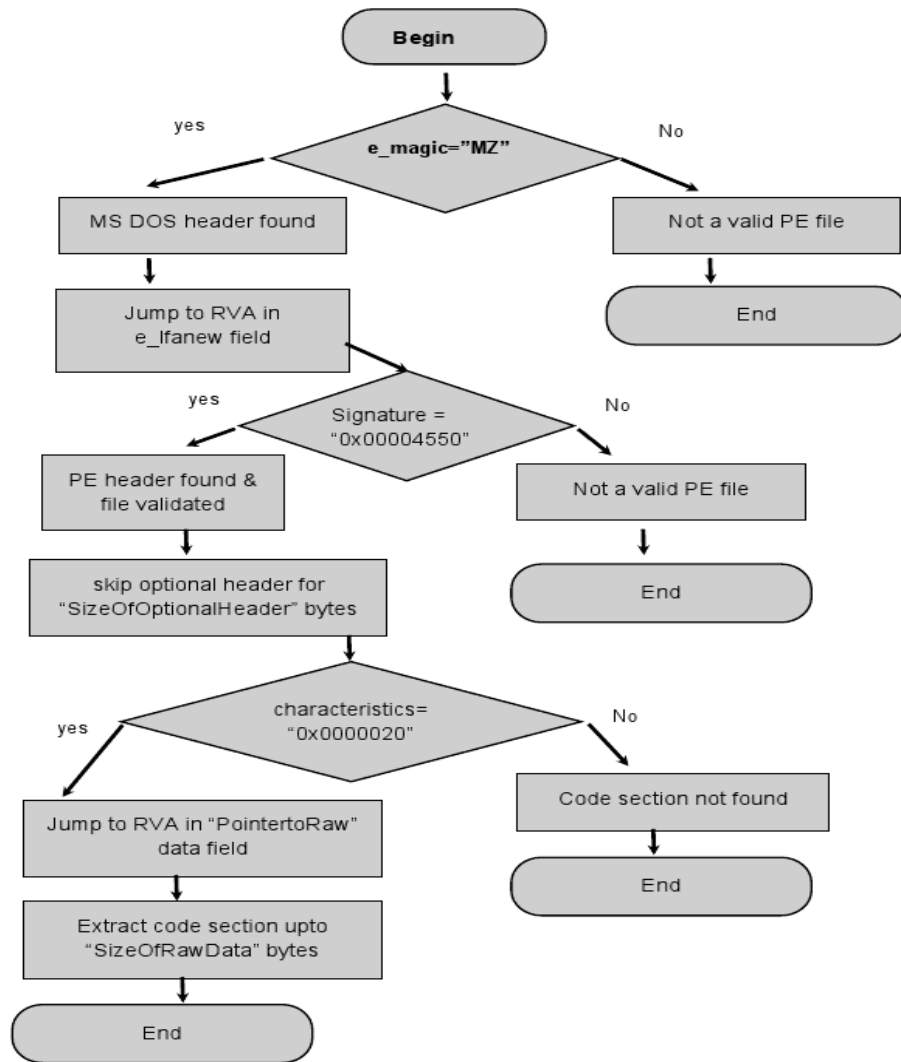 Begin
yes
No
e_magic=”MZ”
MS DOS header found
Not a valid PE file
Jump to RVA in
e_lfanew field
End
yes
No
Signature =
“0x00004550”
PE header found &
file validated
Not a valid PE file
skip optional header for
“SizeOfOptionalHeader” bytes
End
characteristics=
“0x0000020”
yes
No
Jump to RVA in “PointertoRaw”
data field
Code section not found
End
Extract code section upto
“SizeOfRawData” bytes
End